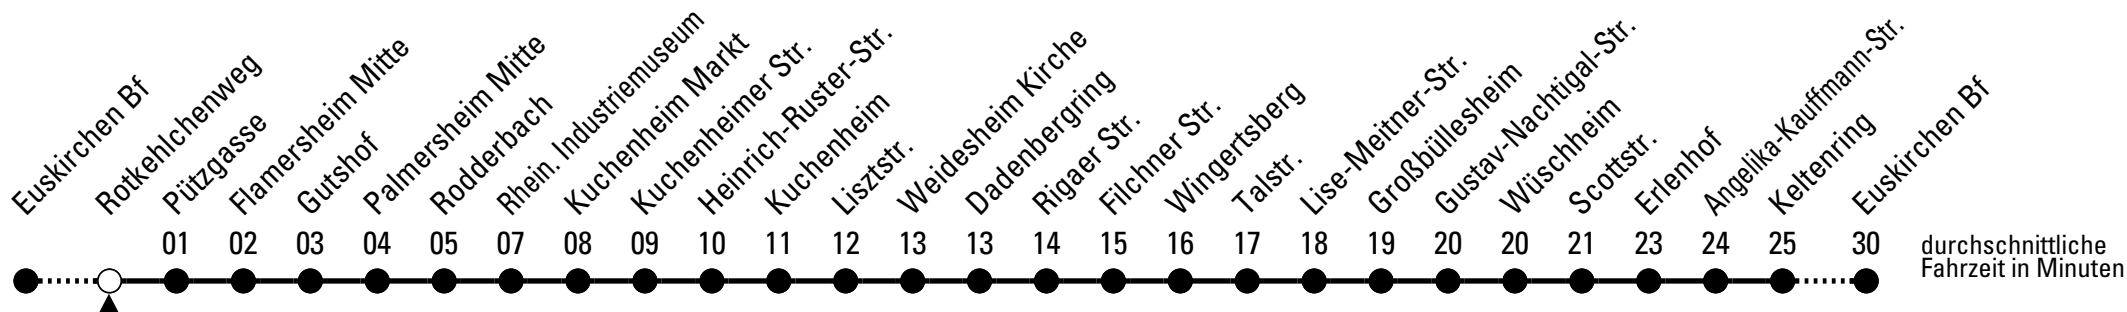 Euskirchen Bf
Rotkehlchenweg
Pützgasse
Flamersheim Mitte
Gutshof
Palmersheim Mitte
Rodderbach
Rhein. Industriemuseum
Kuchenheim Markt
Kuchenheimer Str.
Heinrich-Ruster-Str.
Kuchenheim
Lisztstr.
Weidesheim Kirche
Dadenbergring
Rigaer Str.
Filchner Str.
Wingertsberg
Talstr.
Lise-Meitner-Str.
Großbüllesheim
Gustav-Nachtigal-Str.
Wüschheim
Scottstr.
Erlenhof
Angelika-Kauffmann-Str.
Keltenring
Euskirchen Bf
01 02 03 04 05 07 08 09 10 11 12 13 13 14 15 16 17 18 19 20 20 21 23 24 25 30
durchschnittliche
Fahrzeit in Minuten